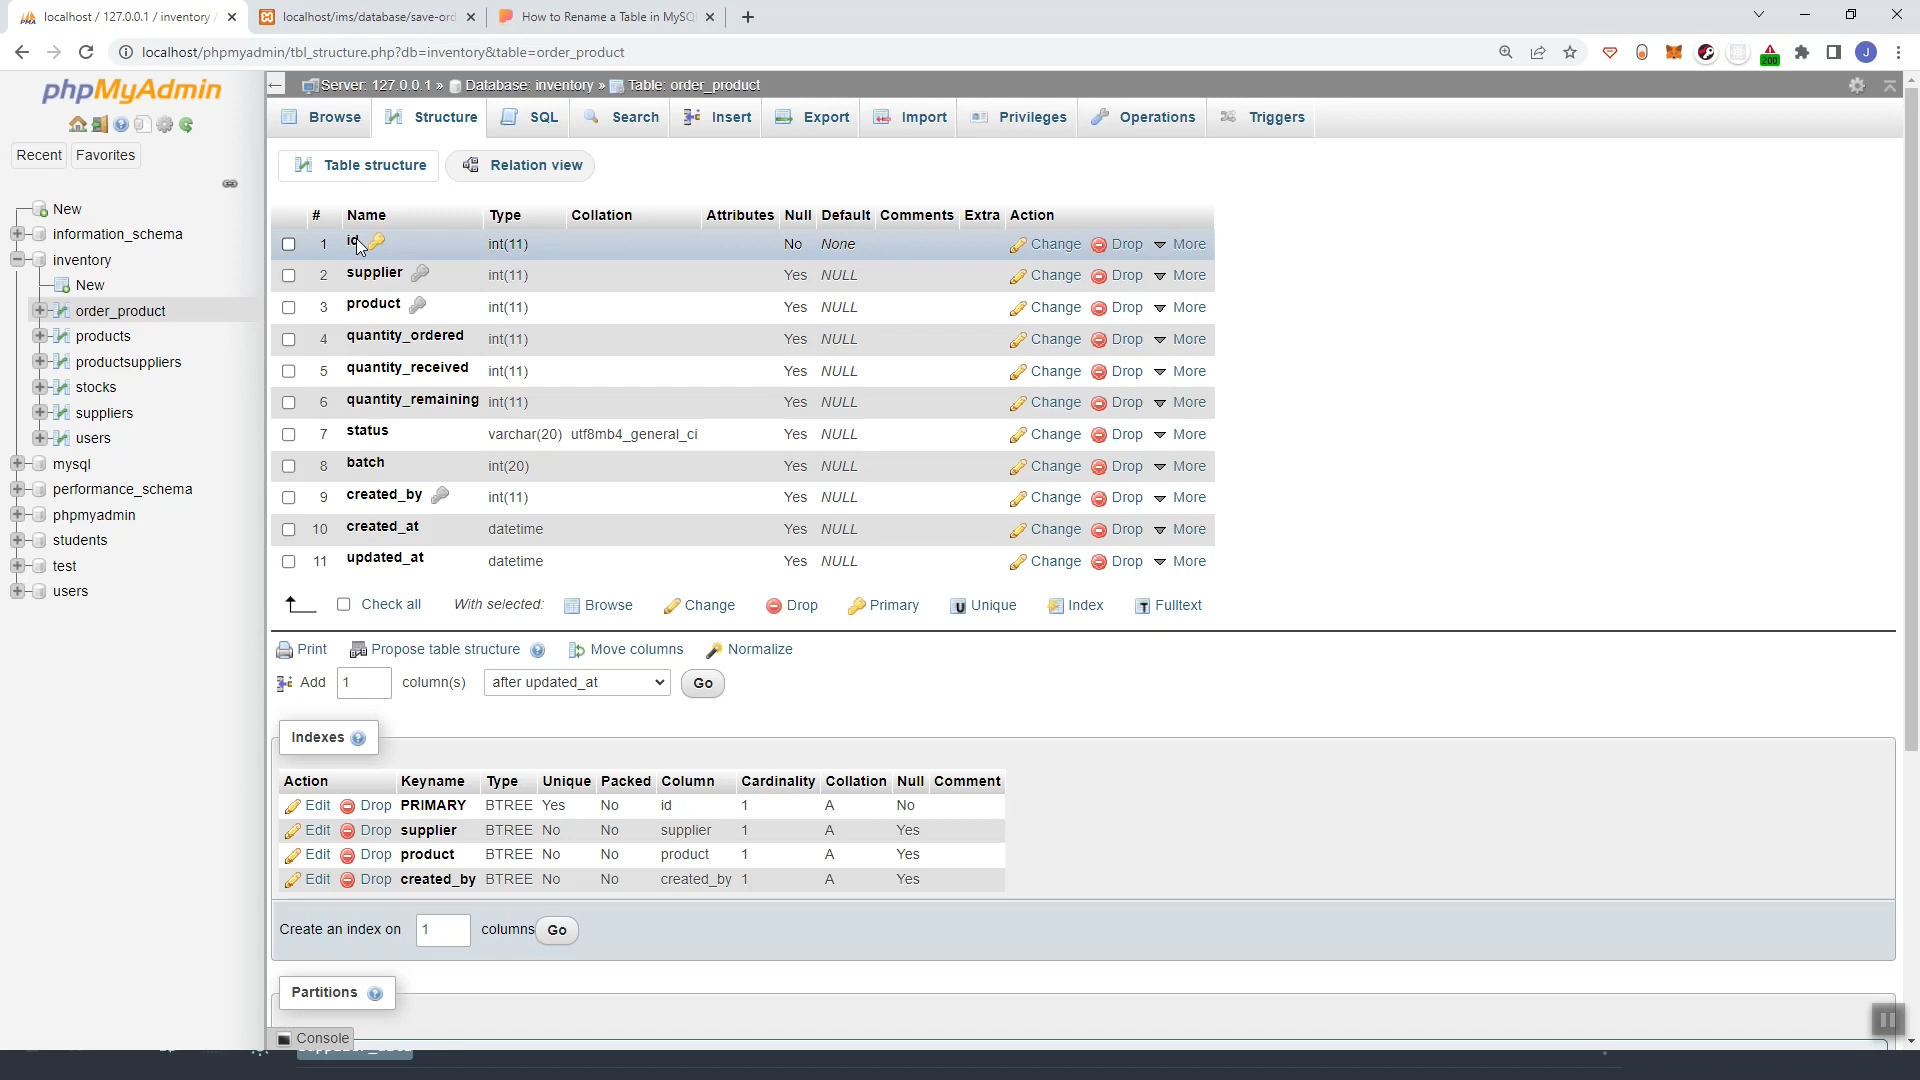 localhost / 127.0.0.1 / inventory
localhost/ims/database/save-ord
How to Rename a Table in MySQ
localhost/phpmyadmin/tbl_structure.php?db=inventory&table=order_product
200
J
phpMyAdmin
Recent
Favorites
New
information_schema
inventory
New
order_product
products
productsuppliers
stocks
suppliers
users
mysql
performance_schema
phpmyadmin
students
test
users
Server: 127.0.0.1 » Database: inventory » Table: order_product
Browse Structure SQL Search Insert Export Import Privileges Operations Triggers
Table structure Relation view
# Name Type Collation Attributes Null Default Comments Extra Action
1 id int(11) No None Change Drop More
2 supplier int(11) Yes NULL Change Drop More
3 product int(11) Yes NULL Change Drop More
4 quantity_ordered int(11) Yes NULL Change Drop More
5 quantity_received int(11) Yes NULL Change Drop More
6 quantity_remaining int(11) Yes NULL Change Drop More
7 status varchar(20) utf8mb4_general_ci Yes NULL Change Drop More
8 batch int(20) Yes NULL Change Drop More
9 created_by int(11) Yes NULL Change Drop More
10 created_at datetime Yes NULL Change Drop More
11 updated_at datetime Yes NULL Change Drop More
Check all With selected: Browse Change Drop Primary Unique Index Fulltext
Print Propose table structure Move columns Normalize
Add 1 column(s) after updated_at Go
Indexes
Action Keyname Type Unique Packed Column Cardinality Collation Null Comment
Edit Drop PRIMARY BTREE Yes No id 1 A No
Edit Drop supplier BTREE No No supplier 1 A Yes
Edit Drop product BTREE No No product 1 A Yes
Edit Drop created_by BTREE No No created_by 1 A Yes
Create an index on 1 columns Go
Partitions
Console